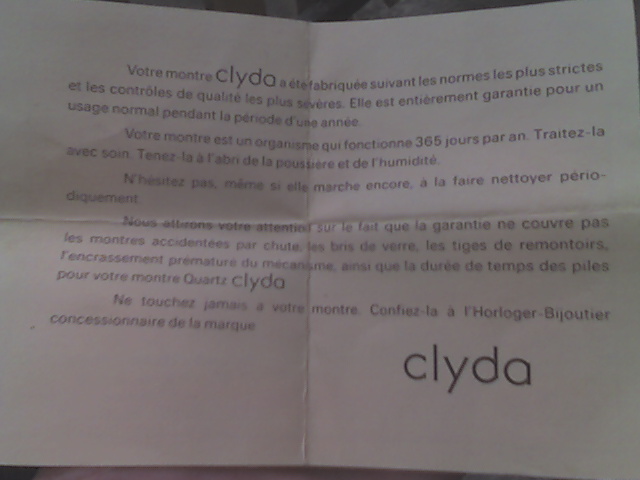 Votre montre clyda a été fabriquée suivant les normes les plus strictes
et les contrôles de qualité les plus sévères. Elle est entièrement garantie pour un
usage normal pendant la période d'une année.
Votre montre est un organisme qui fonctionne 365 jours par an. Traitez-la
avec soin. Tenez-la à l'abri de la poussière et de l'humidité.
N'hésitez pas, même si elle marche encore, à la faire nettoyer pério-
diquement.
Nous attirons votre attention sur le fait que la garantie ne couvre pas
les montres accidentées par chute, les bris de verre, les tiges de remontoirs,
l'encrassement prématuré du mécanisme, ainsi que la durée de temps des piles
pour votre montre Quartz clyda
Ne touchez jamais à votre montre. Confiez-la à l'Horloger-Bijoutier
concessionnaire de la marque
clyda